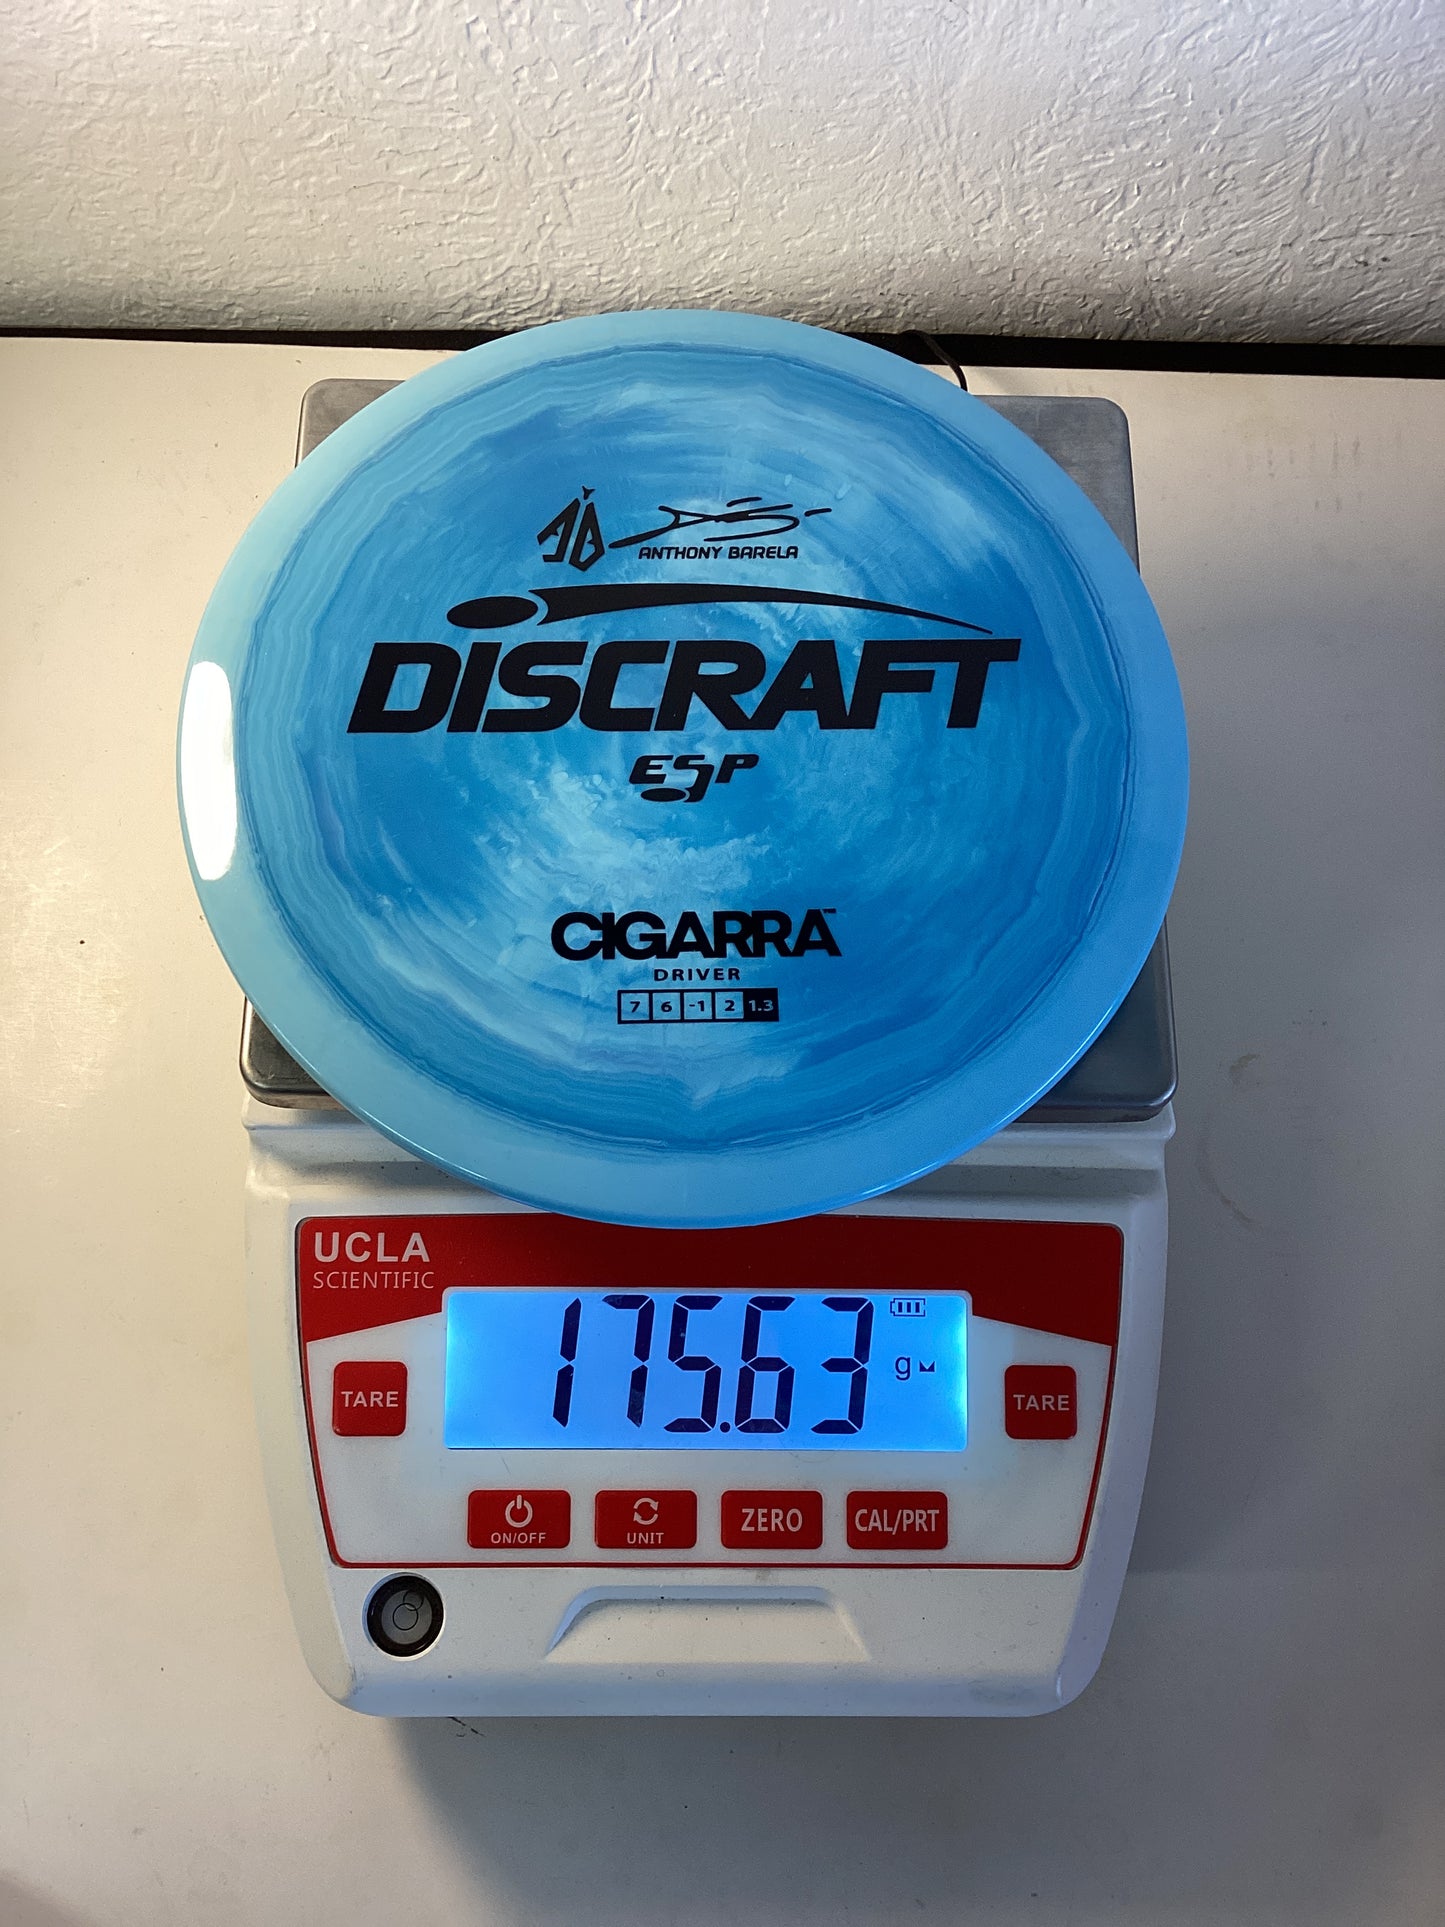 ANTHONY BARELA
DISCRAFT
ESP
CIGARRA™
DRIVER
7 6 -1 2 1.3
UCLA
SCIENTIFIC
175.63 g
TARE
TARE
ON/OFF
UNIT
ZERO
CAL/PRT